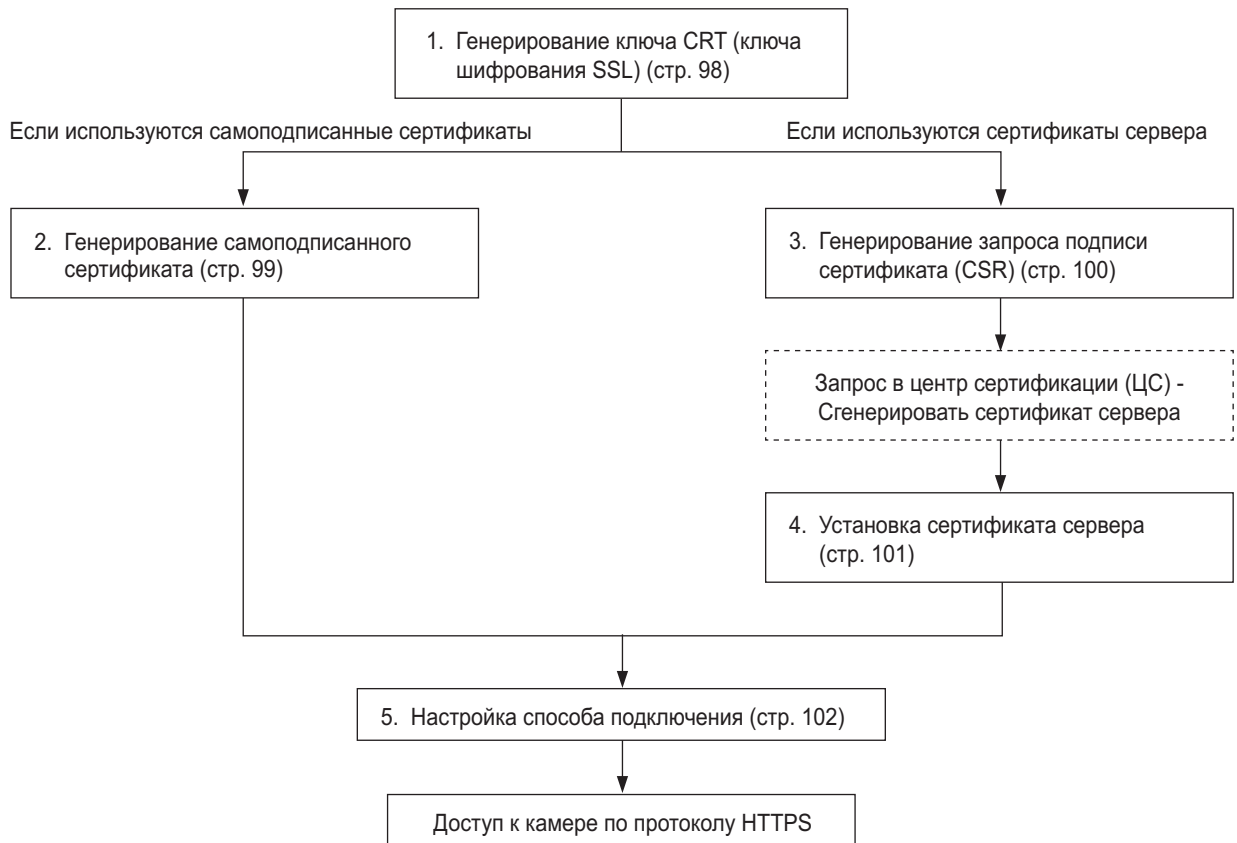 1. Генерирование ключа CRT (ключа
шифрования SSL) (стр. 98)
Если используются самоподписанные сертификаты
Если используются сертификаты сервера
2. Генерирование самоподписанного
сертификата (стр. 99)
3. Генерирование запроса подписи
сертификата (CSR) (стр. 100)
Запрос в центр сертификации (ЦС) -
Сгенерировать сертификат сервера
4. Установка сертификата сервера
(стр. 101)
5. Настройка способа подключения (стр. 102)
Доступ к камере по протоколу HTTPS